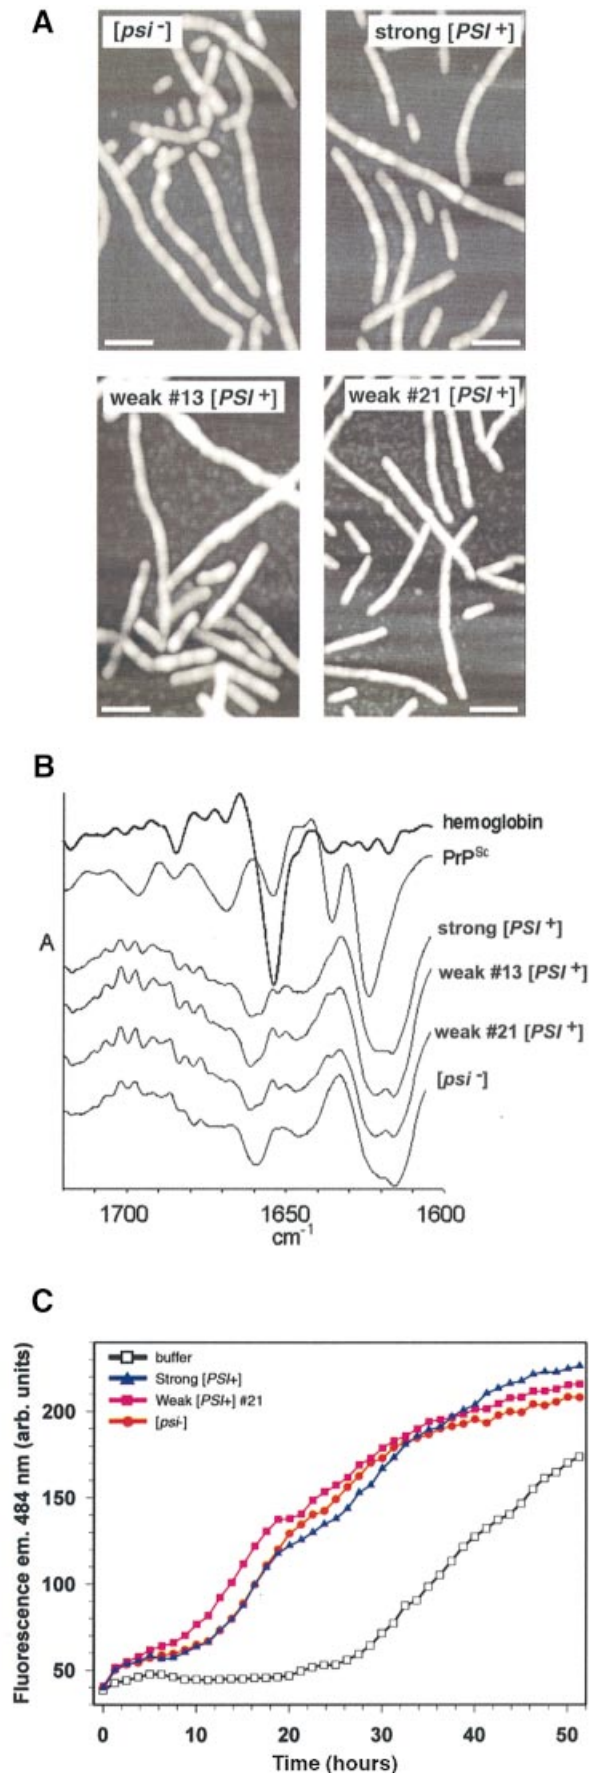 A
[psi -]
strong [PSI +]
weak #13 [PSI +]
weak #21 [PSI +]
B
A
hemoglobin
PrPSc
strong [PSI +]
weak #13 [PSI +]
weak #21 [PSI +]
[psi -]
1700
1650
1600
cm-1
C
Fluorescence em. 484 nm (arb. units)
200
150
100
50
buffer
Strong [PSI+]
Weak [PSI+] #21
[psi-]
0
10
20
30
40
50
Time (hours)